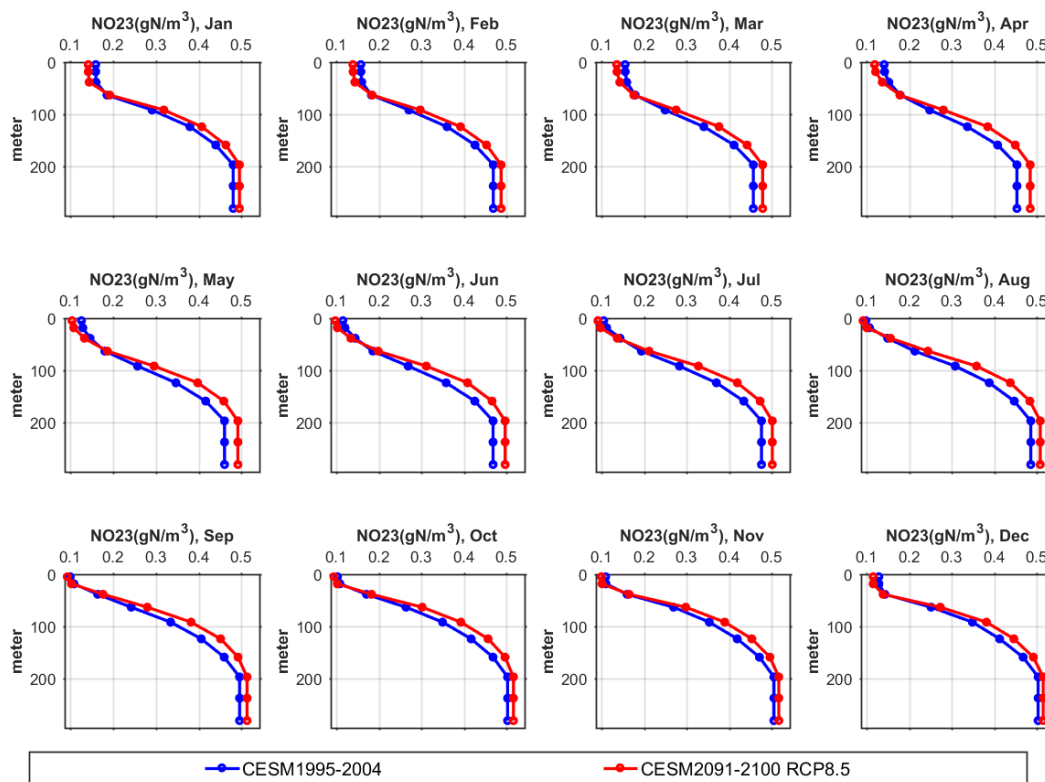 NO23(gN/m3), Jan NO23(gN/m3), Feb NO23(gN/m3), Mar NO23(gN/m3), Apr
0.1 0.2 0.3 0.4 0.5 0.1 0.2 0.3 0.4 0.5 0.1 0.2 0.3 0.4 0.5 0.1 0.2 0.3 0.4 0.5
0 0 0 0
100 100 100 100
200 200 200 200
meter meter meter meter
NO23(gN/m3), May NO23(gN/m3), Jun NO23(gN/m3), Jul NO23(gN/m3), Aug
0.1 0.2 0.3 0.4 0.5 0.1 0.2 0.3 0.4 0.5 0.1 0.2 0.3 0.4 0.5 0.1 0.2 0.3 0.4 0.5
0 0 0 0
100 100 100 100
200 200 200 200
meter meter meter meter
NO23(gN/m3), Sep NO23(gN/m3), Oct NO23(gN/m3), Nov NO23(gN/m3), Dec
0.1 0.2 0.3 0.4 0.5 0.1 0.2 0.3 0.4 0.5 0.1 0.2 0.3 0.4 0.5 0.1 0.2 0.3 0.4 0.5
0 0 0 0
100 100 100 100
200 200 200 200
meter meter meter meter
CESM1995-2004 CESM2091-2100 RCP8.5